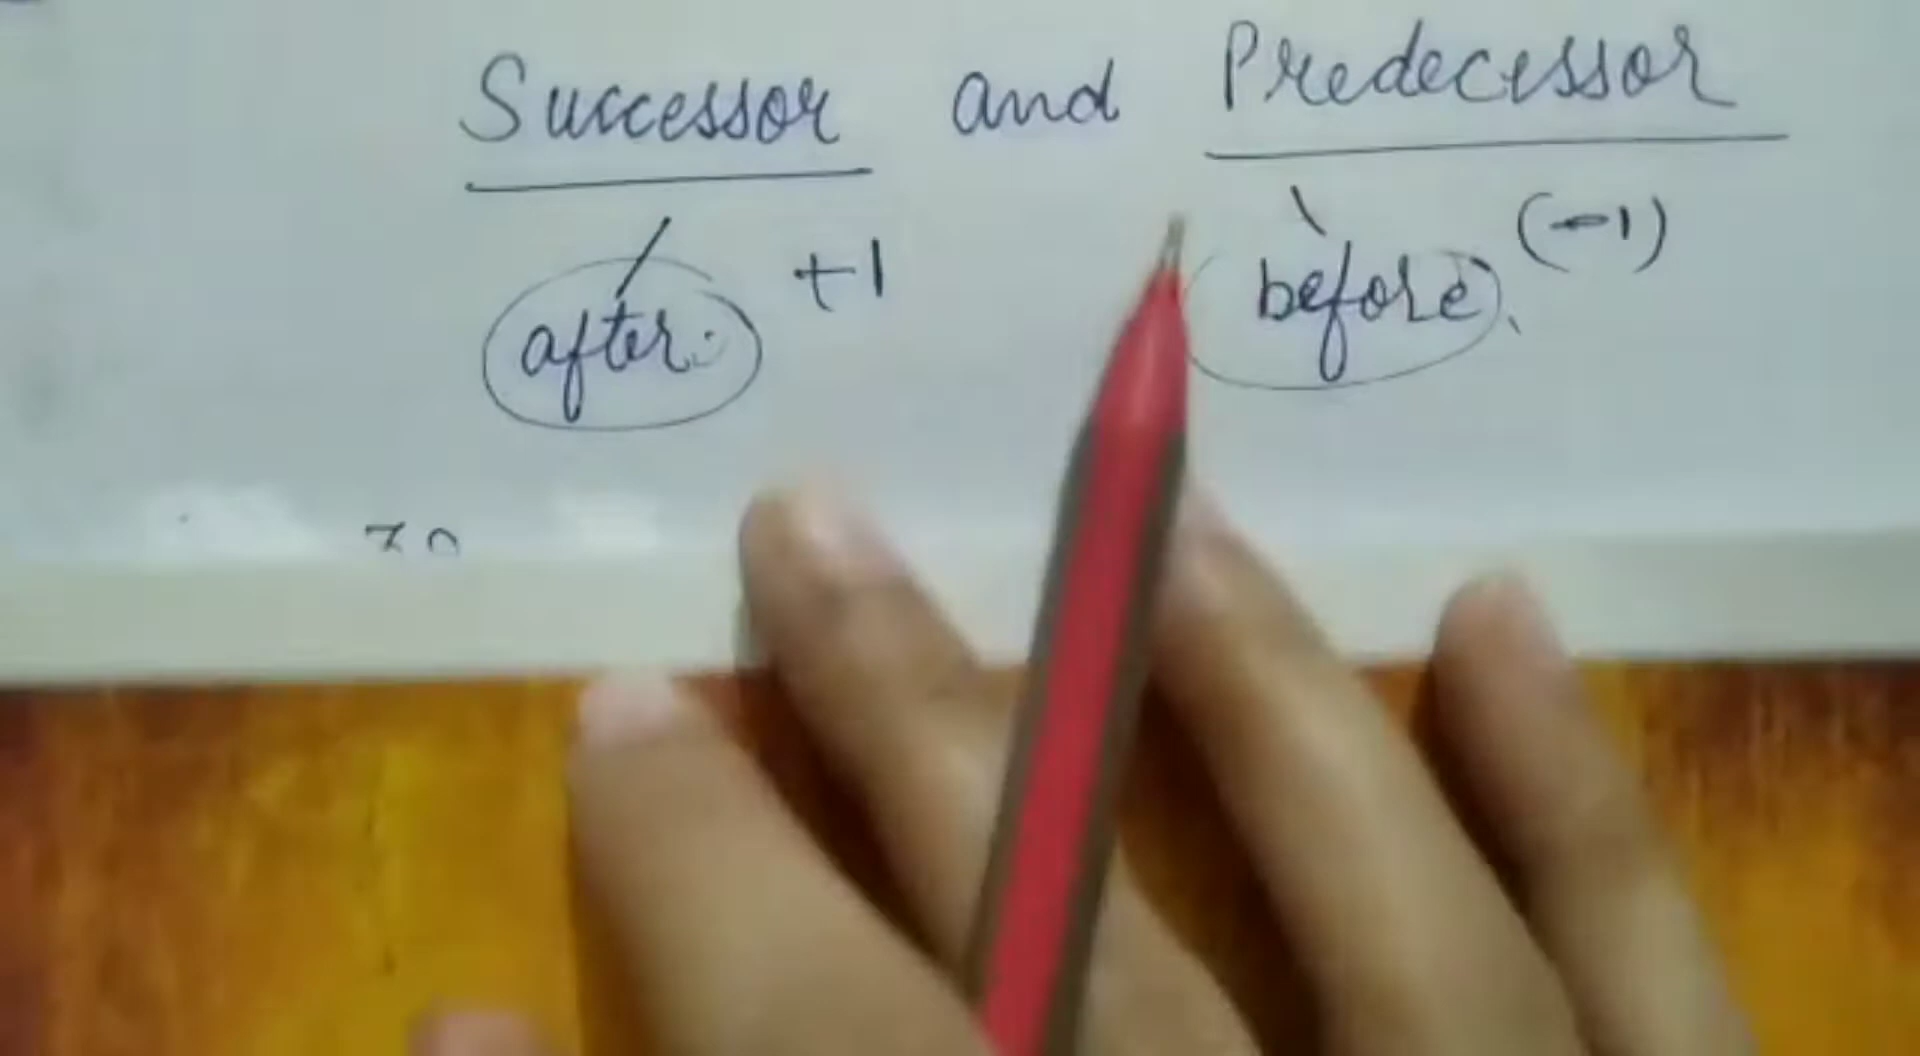 Successor and Predecessor
after. +1 before. (-1)